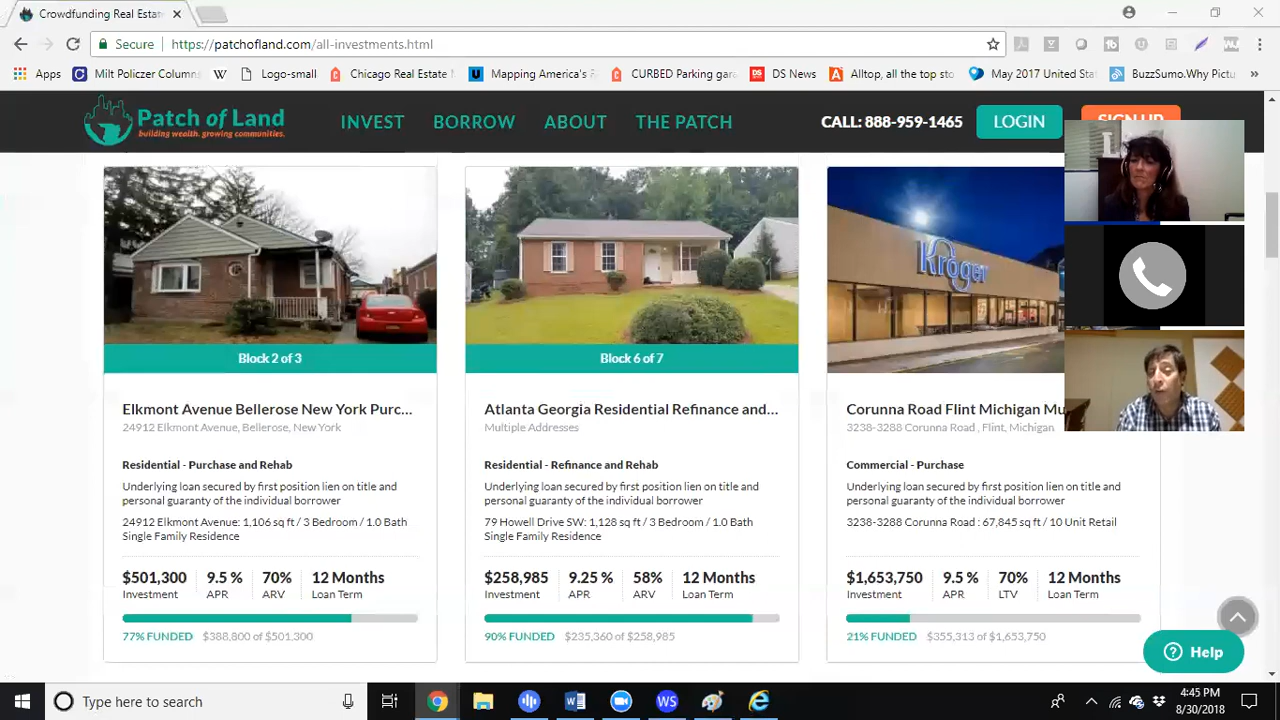 Crowdfunding Real Esta
Secure
https://patchofland.com/all-investments.html
Apps
Milt Policzer Column
Lost-small
Chicago Real Estate M
Mapping America's F
CURBED Parking gara
DS News
Alltop, all the top sto
May 2017 United Stat
BuzzSumo.Why Pictu
Patch of Land
building wealth. growing communities.
INVEST
BORROW
ABOUT
THE PATCH
CALL: 888-959-1465
LOGIN
SIGN UP
Kroger
Block 2 of 3
Block 6 of 7
Elkmont Avenue Bellerose New York Purc...
24912 Elkmont Avenue, Bellerose, New York
Residential - Purchase and Rehab
Underlying loan secured by first position lien on title and
personal guaranty of the individual borrower
24912 Elkmont Avenue: 1,106 sq ft / 3 Bedroom / 1.0 Bath
Single Family Residence
$501,300 9.5 % 70% 12 Months
Investment APR ARV Loan Term
77% FUNDED $388,800 of $501,300
Atlanta Georgia Residential Refinance and...
Multiple Addresses
Residential - Refinance and Rehab
Underlying loan secured by first position lien on title and
personal guaranty of the individual borrower
79 Howell Drive SW: 1,128 sq ft / 3 Bedroom / 1.0 Bath
Single Family Residence
$258,985 9.25 % 58% 12 Months
Investment APR ARV Loan Term
90% FUNDED $235,360 of $258,985
Corunna Road Flint Michigan Mu
3238-3288 Corunna Road , Flint, Michigan
Commercial - Purchase
Underlying loan secured by first position lien on title and
personal guaranty of the individual borrower
3238-3288 Corunna Road : 67,845 sq ft / 10 Unit Retail
$1,653,750 9.5 % 70% 12 Months
Investment APR LTV Loan Term
21% FUNDED $355,313 of $1,653,750
Help
Type here to search
4:45 PM
8/30/2018